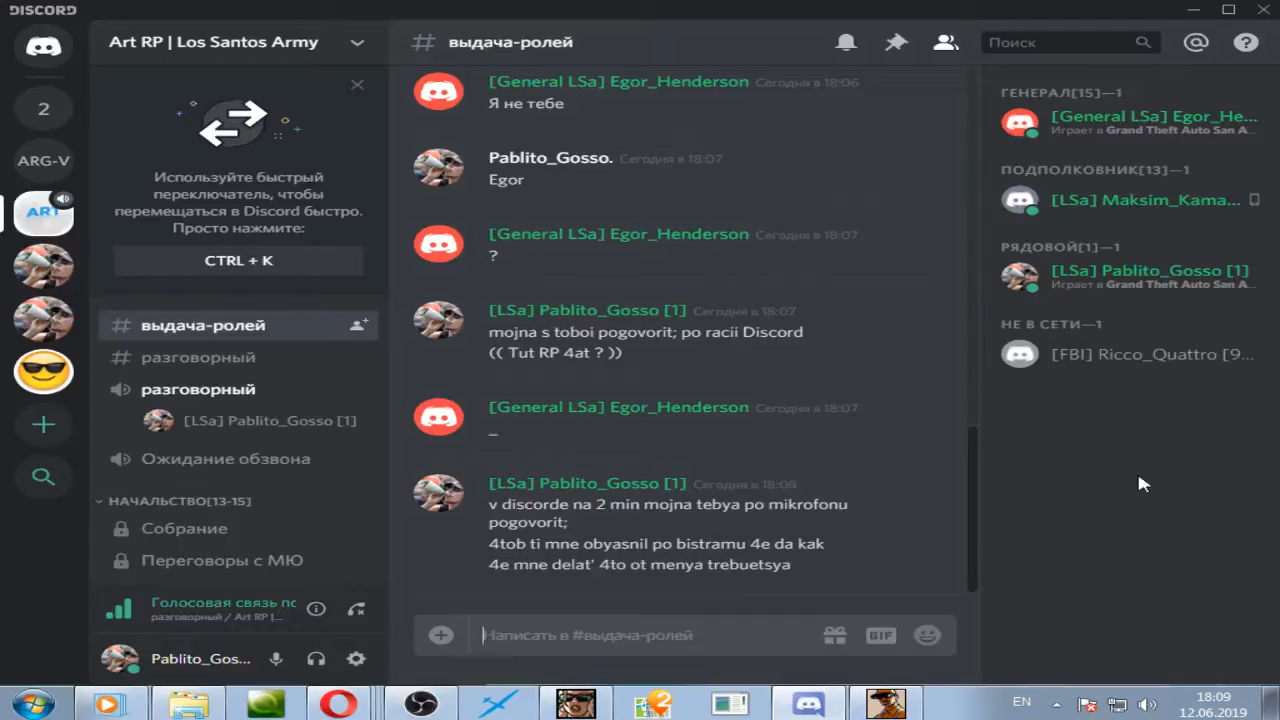 DISCORD
2
ARG-V
ART
Art RP | Los Santos Army
Используйте быстрый
переключатель, чтобы
перемещаться в Discord быстро.
Просто нажмите:
CTRL + K
# выдача-ролей
# разговорный
разговорный
[LSa] Pablito_Gosso [1]
Ожидание обзвона
НАЧАЛЬСТВО[13-15]
Собрание
Переговоры с МЮ
Голосовая связь по
разговорный / Art RP |...
Pablito_Gos...
# выдача-ролей
Поиск
[General LSa] Egor_Henderson Сегодня в 18:06
Я не тебе
Pablito_Gosso. Сегодня в 18:07
Egor
[General LSa] Egor_Henderson Сегодня в 18:07
?
[LSa] Pablito_Gosso [1] Сегодня в 18:07
mojna s toboi pogovorit; po racii Discord
(( Tut RP 4at ? ))
[General LSa] Egor_Henderson Сегодня в 18:07
_
[LSa] Pablito_Gosso [1] Сегодня в 18:08
v discorde na 2 min mojna tebya po mikrofonu
pogovorit;
4tob ti mne obyasnil po bistramu 4e da kak
4e mne delat' 4to ot menya trebuetsya
Написать в #выдача-ролей
GIF
ГЕНЕРАЛ[15]—1
[General LSa] Egor_He...
Играет в Grand Theft Auto San A...
ПОДПОЛКОВНИК[13]—1
[LSa] Maksim_Kama...
РЯДОВОЙ[1]—1
[LSa] Pablito_Gosso [1]
Играет в Grand Theft Auto San A...
НЕ В СЕТИ—1
[FBI] Ricco_Quattro [9...
2
EN
18:09
12.06.2019